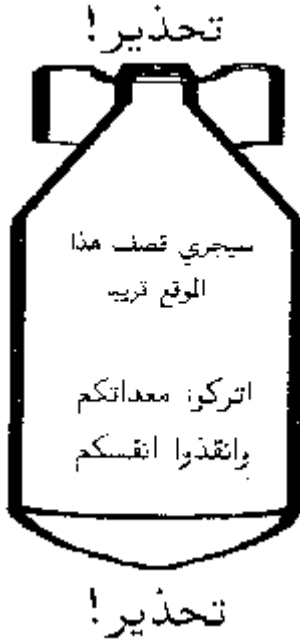 تحذير!
سيجري قصف هذا
الموقع قريبا
اتركوا معداتكم
وانقذوا انفسكم
تحذير!